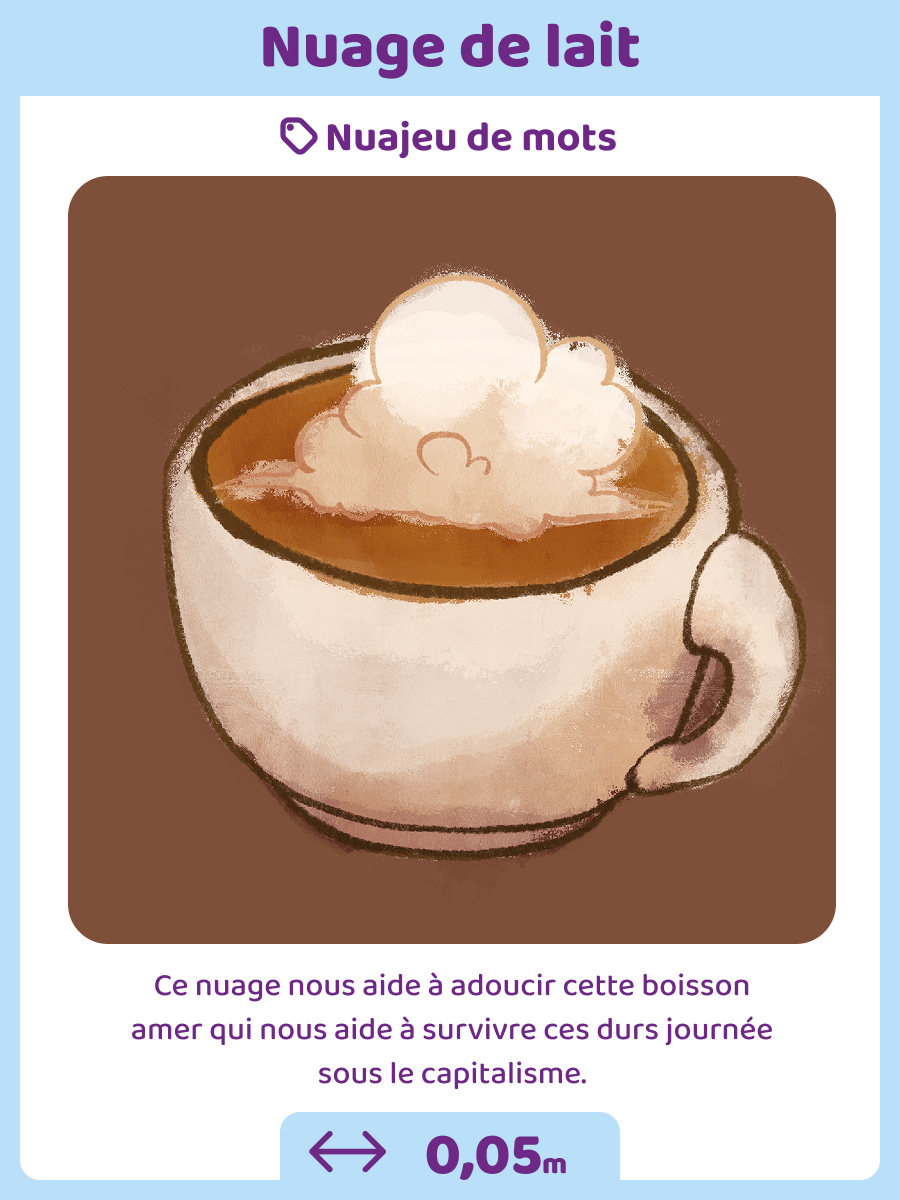 Nuage de lait
Nuajeu de mots
Ce nuage nous aide à adoucir cette boisson
amer qui nous aide à survivre ces durs journée
sous le capitalisme.
0,05m